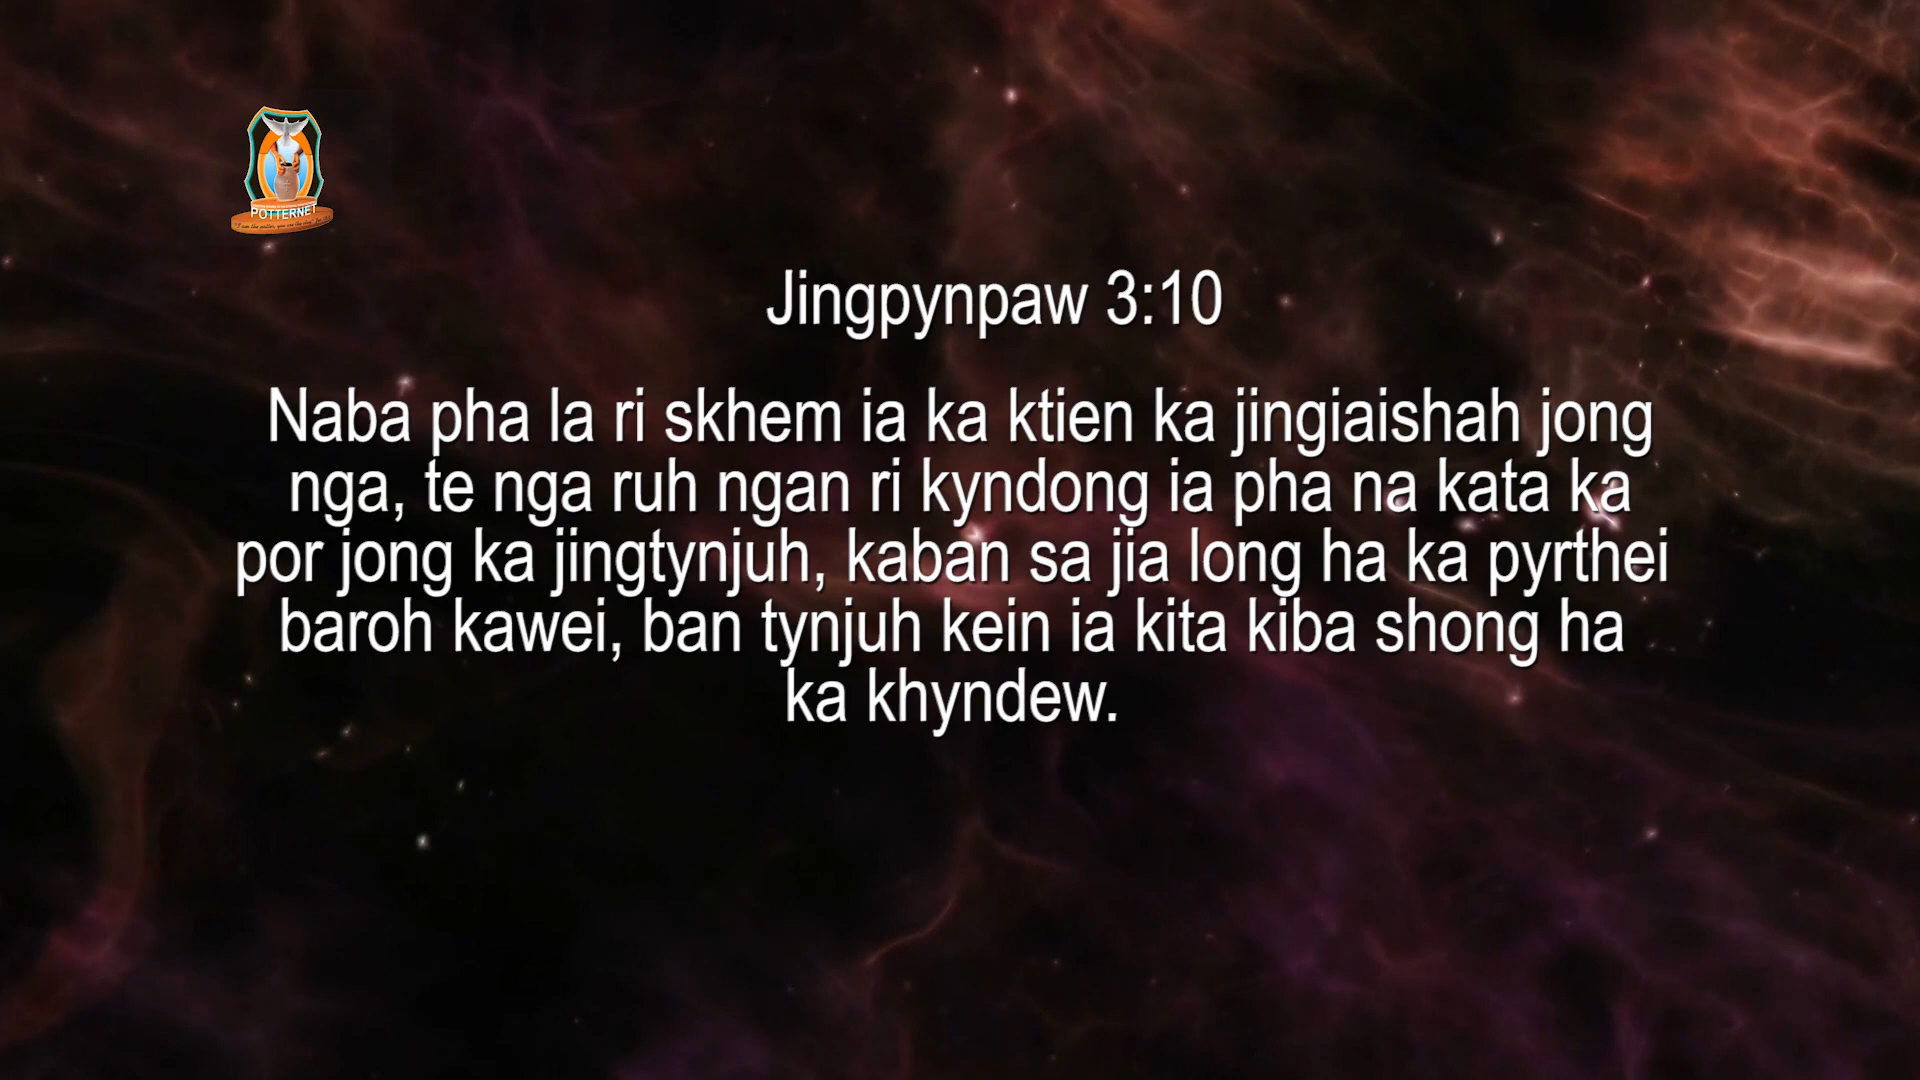 POTTERNET
Jingpynpaw 3:10
Naba pha la ri skhem ia ka ktien ka jingiaishah jong
nga, te nga ruh ngan ri kyndong ia pha na kata ka
por jong ka jingtynjuh, kaban sa jia long ha ka pyrthei
baroh kawei, ban tynjuh kein ia kita kiba shong ha
ka khyndew.